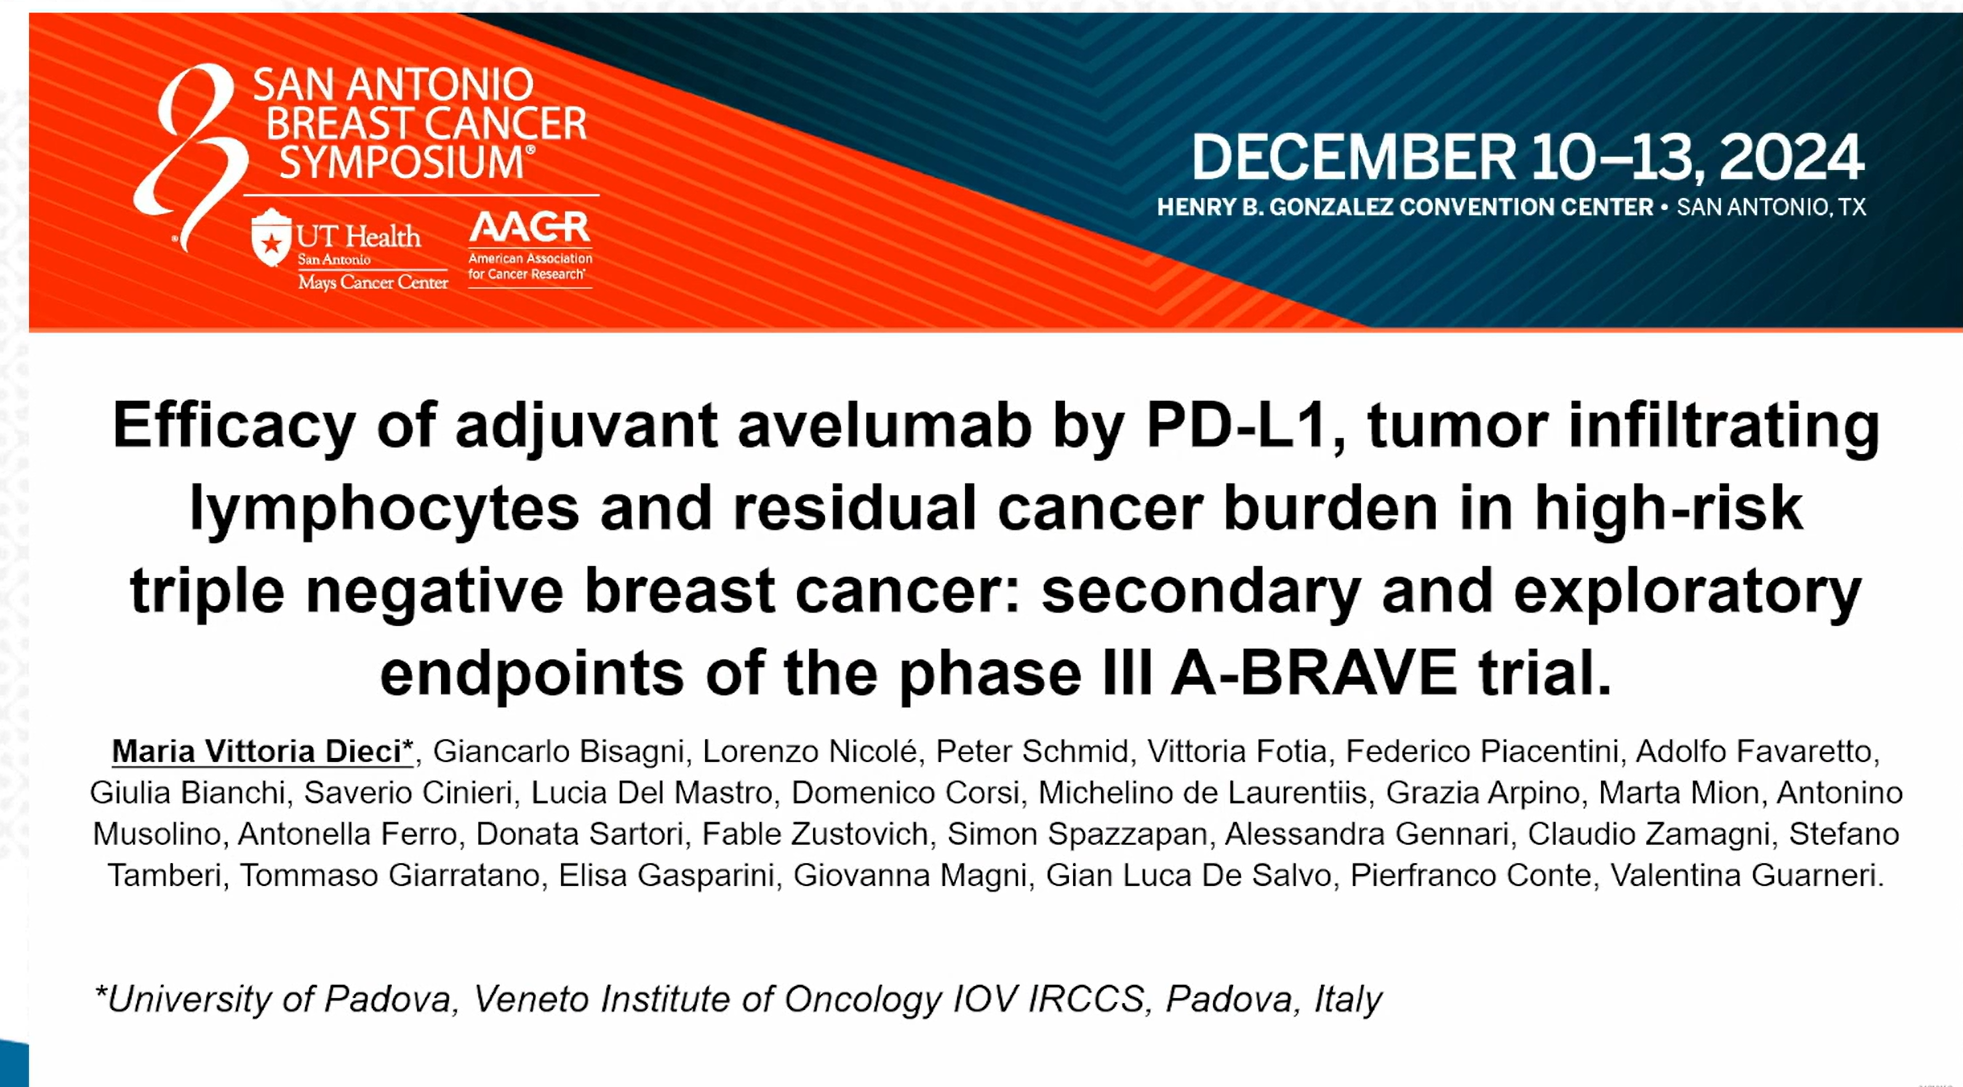 SAN ANTONIO
BREAST CANCER
SYMPOSIUM®
UT Health
San Antonio
Mays Cancer Center
AACR
American Association
for Cancer Research®
DECEMBER 10–13, 2024
HENRY B. GONZALEZ CONVENTION CENTER • SAN ANTONIO, TX
Efficacy of adjuvant avelumab by PD-L1, tumor infiltrating
lymphocytes and residual cancer burden in high-risk
triple negative breast cancer: secondary and exploratory
endpoints of the phase III A-BRAVE trial.
Maria Vittoria Dieci*, Giancarlo Bisagni, Lorenzo Nicolé, Peter Schmid, Vittoria Fotia, Federico Piacentini, Adolfo Favaretto,
Giulia Bianchi, Saverio Cinieri, Lucia Del Mastro, Domenico Corsi, Michelino de Laurentiis, Grazia Arpino, Marta Mion, Antonino
Musolino, Antonella Ferro, Donata Sartori, Fable Zustovich, Simon Spazzapan, Alessandra Gennari, Claudio Zamagni, Stefano
Tamberi, Tommaso Giarratano, Elisa Gasparini, Giovanna Magni, Gian Luca De Salvo, Pierfranco Conte, Valentina Guarneri.
*University of Padova, Veneto Institute of Oncology IOV IRCCS, Padova, Italy